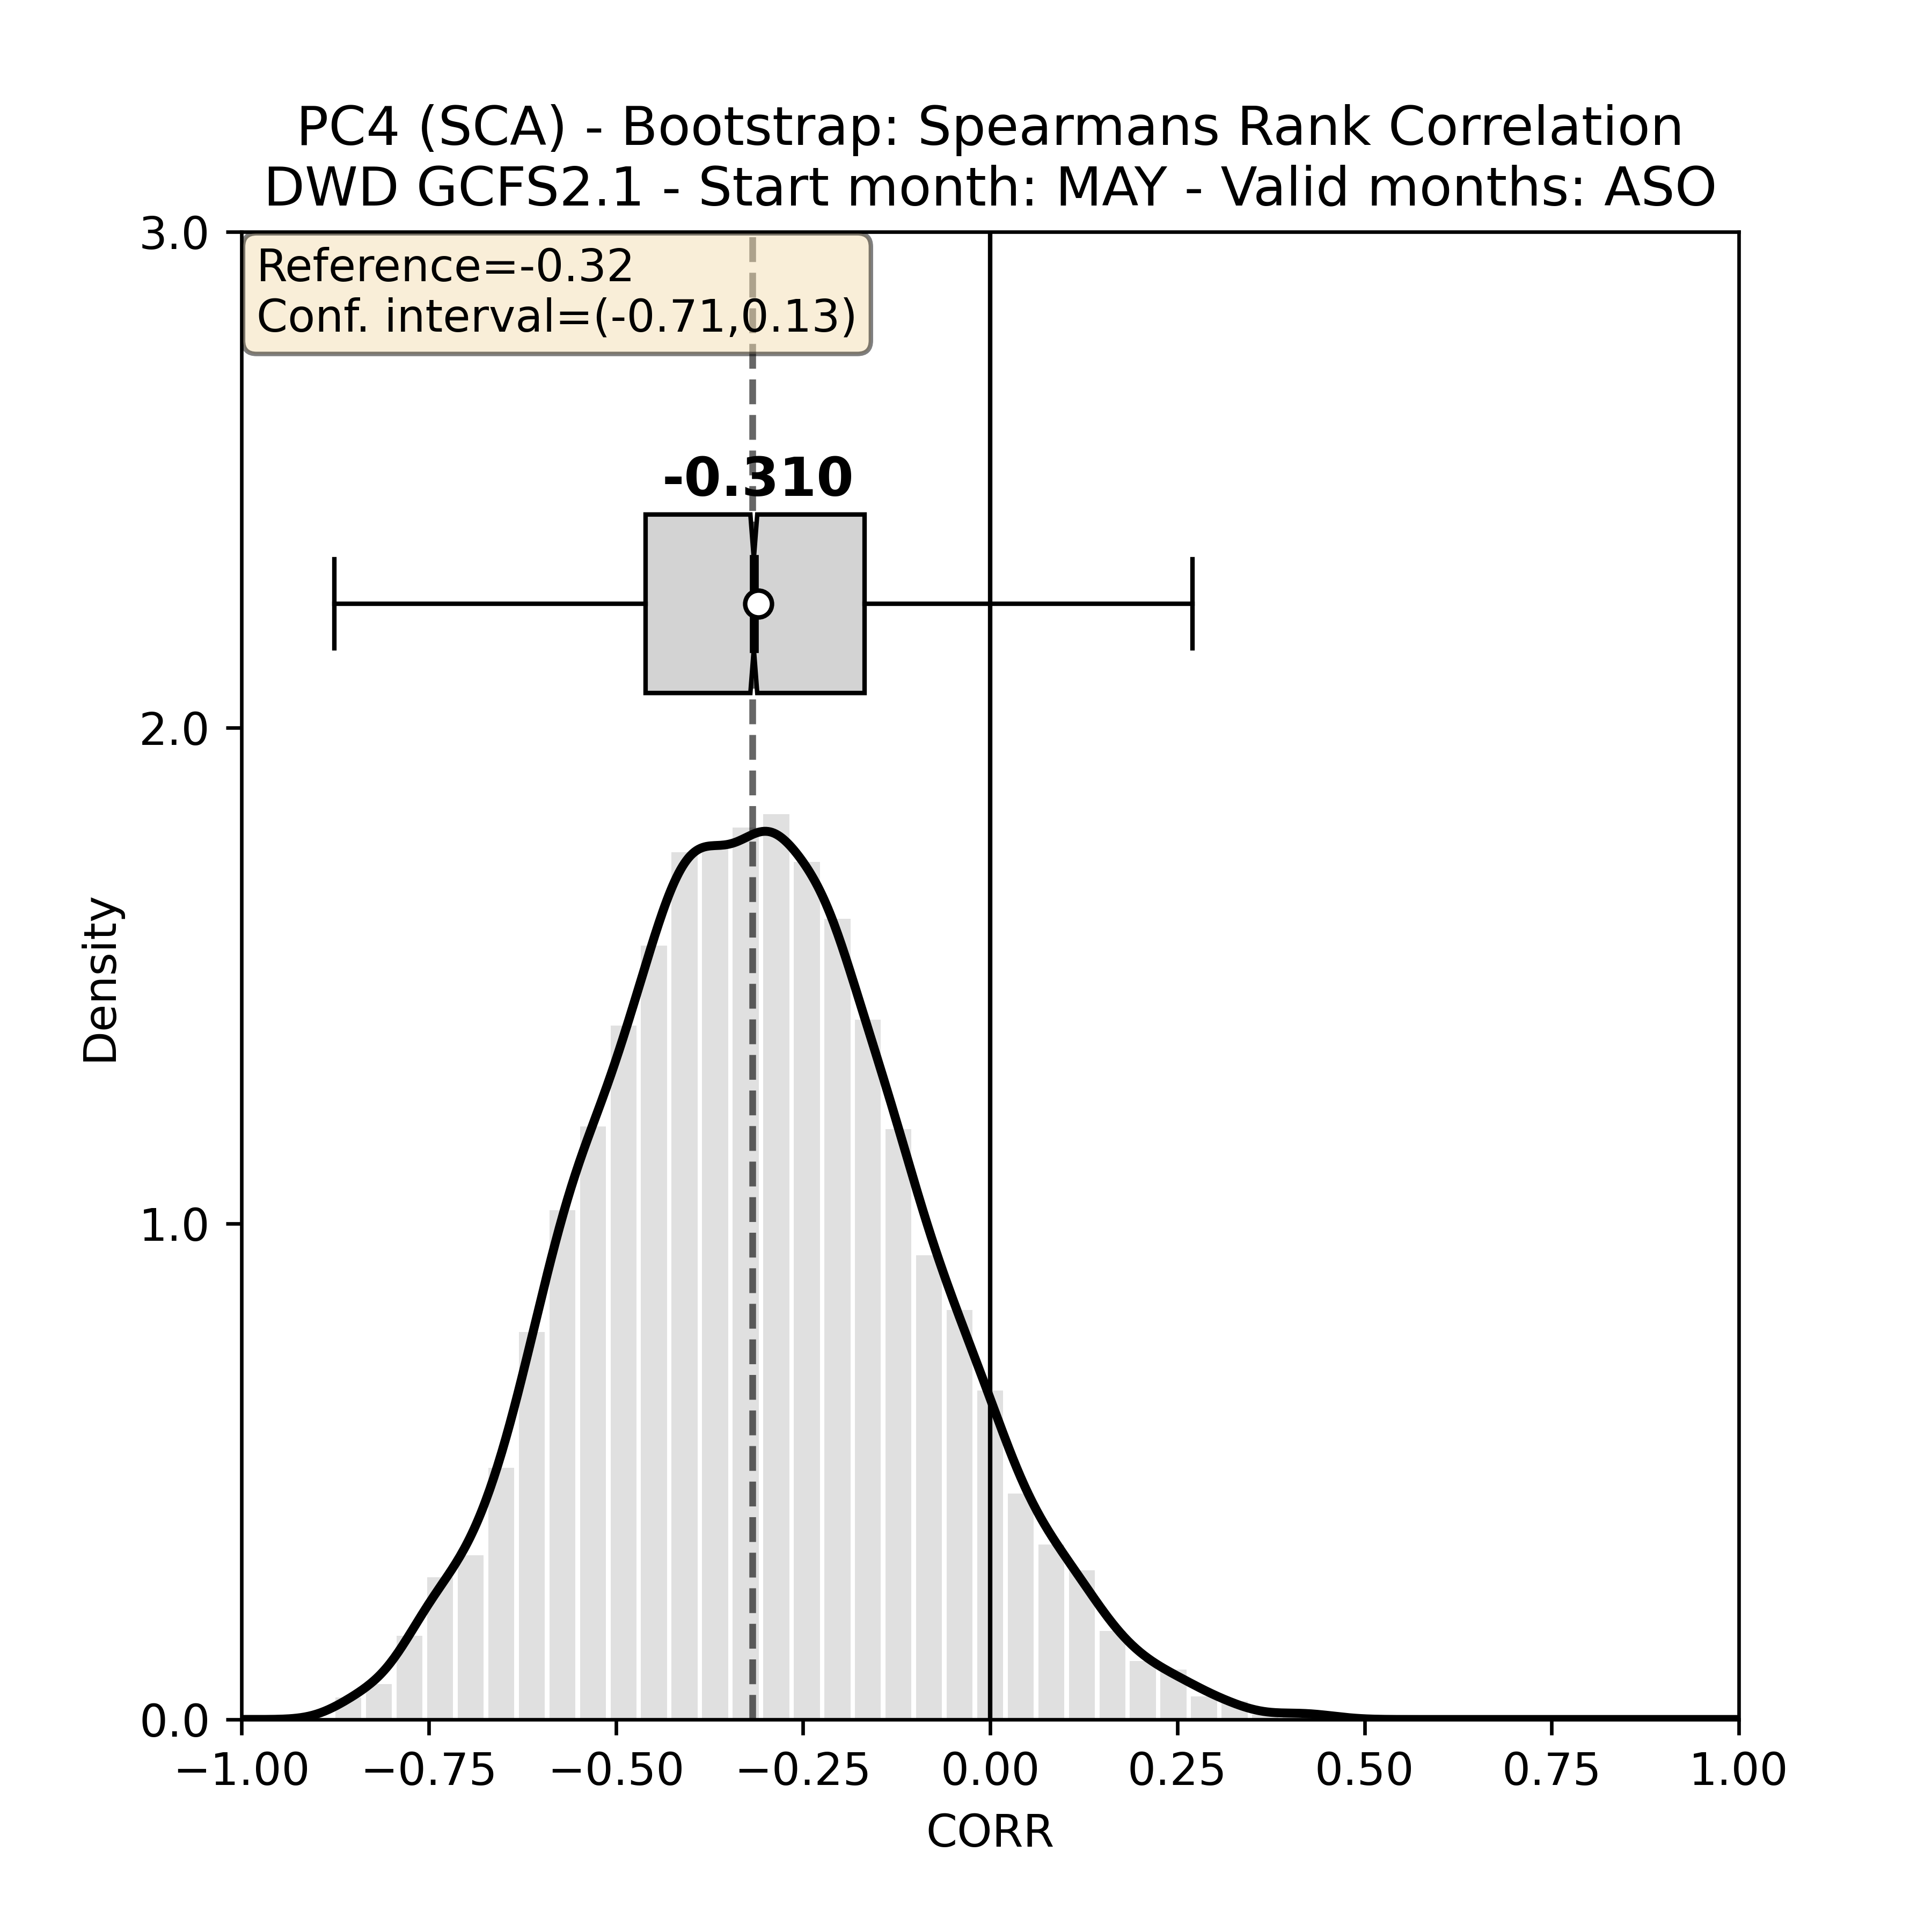 PC4 (SCA) - Bootstrap: Spearmans Rank Correlation
DWD GCFS2.1 - Start month: MAY - Valid months: ASO
3.0
Reference=-0.32
Conf. interval=(-0.71,0.13)
-0.310
2.0
Density
1.0
0.0
−1.00 −0.75 −0.50 −0.25 0.00 0.25 0.50 0.75 1.00
CORR